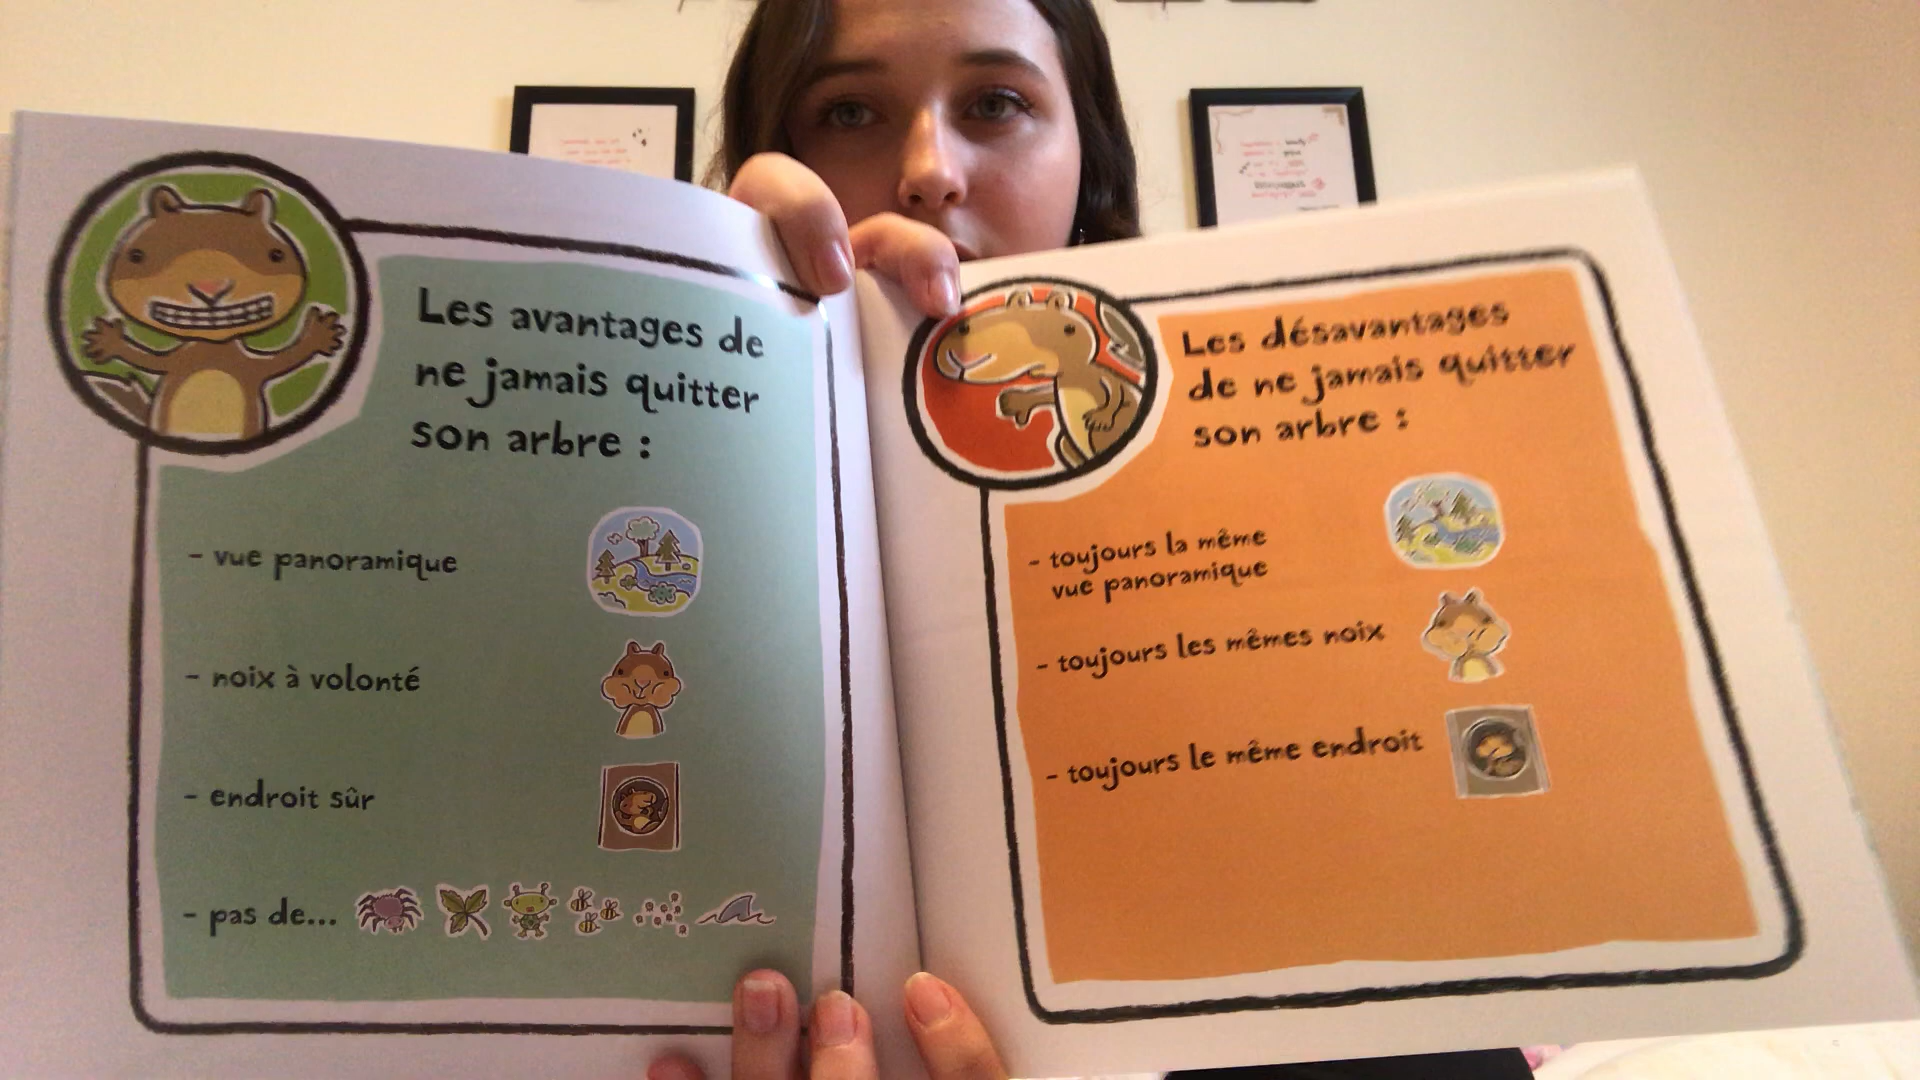 Les avantages de
ne jamais quitter
son arbre :
- vue panoramique
- noix à volonté
- endroit sûr
- pas de...
Les désavantages
de ne jamais quitter
son arbre :
- toujours la même
vue panoramique
- toujours les mêmes noix
- toujours le même endroit